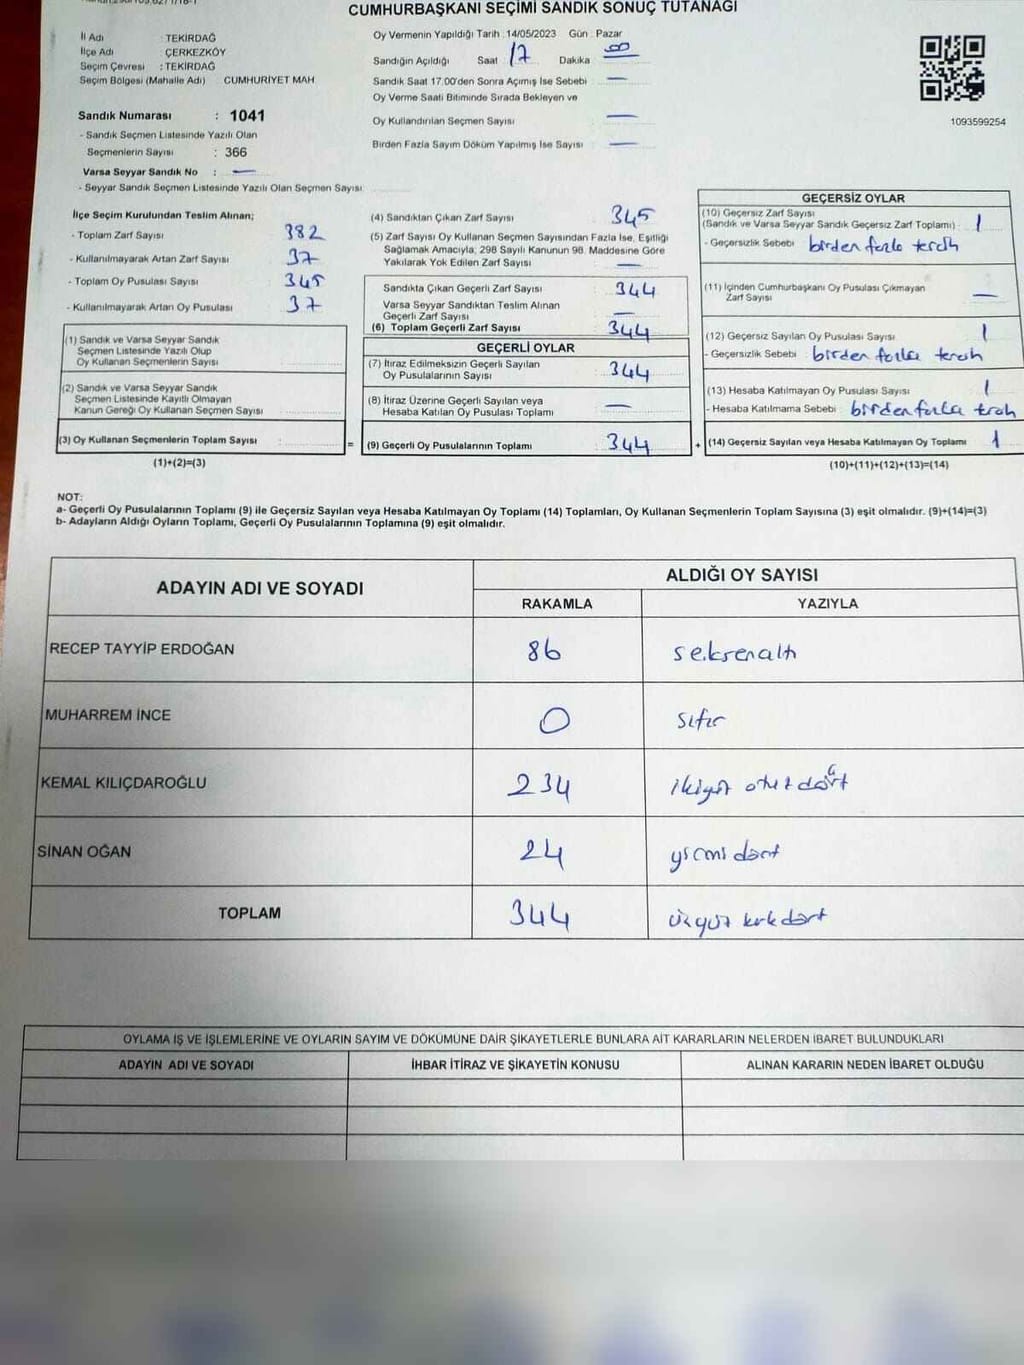 CUMHURBAŞKANI SEÇİMİ SANDIK SONUÇ TUTANAĞI
İl Adı : TEKİRDAĞ
İlçe Adı : ÇERKEZKÖY
Seçim Çevresi : TEKİRDAĞ
Seçim Bölgesi (Mahalle Adı) CUMHURİYET MAH
Sandık Numarası : 1041
- Sandık Seçmen Listesinde Yazılı Olan
Seçmenlerin Sayısı : 366
Varsa Seyyar Sandık No : —
- Seyyar Sandık Seçmen Listesinde Yazılı Olan Seçmen Sayısı
Oy Vermenin Yapıldığı Tarih : 14/05/2023 Gün : Pazar
Sandığın Açıldığı Saat 17 Dakika 00
Sandık Saat 17.00'den Sonra Açımış İse Sebebi —
Oy Verme Saati Bitiminde Sırada Bekleyen ve
Oy Kullandırılan Seçmen Sayısı —
Birden Fazla Sayım Döküm Yapılmış İse Sayısı —
1093599254
İlçe Seçim Kurulundan Teslim Alınan;
- Toplam Zarf Sayısı 382
- Kullanılmayarak Artan Zarf Sayısı 37
- Toplam Oy Pusulası Sayısı 345
- Kullanılmayarak Artan Oy Pusulası 37
(1) Sandık ve Varsa Seyyar Sandık
Seçmen Listesinde Yazılı Olup
Oy Kullanan Seçmenlerin Sayısı
(2) Sandık ve Varsa Seyyar Sandık
Seçmen Listesinde Kayıtlı Olmayan
Kanun Gereği Oy Kullanan Seçmen Sayısı
(3) Oy Kullanan Seçmenlerin Toplam Sayısı :
(1)+(2)=(3)
=
(4) Sandıktan Çıkan Zarf Sayısı 345
(5) Zarf Sayısı Oy Kullanan Seçmen Sayısından Fazla İse, Eşitliği
Sağlamak Amacıyla, 298 Sayılı Kanunun 98. Maddesine Göre
Yakılarak Yok Edilen Zarf Sayısı —
Sandıkta Çıkan Geçerli Zarf Sayısı 344
Varsa Seyyar Sandıktan Teslim Alınan
Geçerli Zarf Sayısı —
(6) Toplam Geçerli Zarf Sayısı 344
GEÇERLİ OYLAR
(7) İtiraz Edilmeksizin Geçerli Sayılan
Oy Pusulalarının Sayısı 344
(8) İtiraz Üzerine Geçerli Sayılan veya
Hesaba Katılan Oy Pusulası Toplamı —
(9) Geçerli Oy Pusulalarının Toplamı 344
+
GEÇERSİZ OYLAR
(10) Geçersiz Zarf Sayısı
(Sandık ve Varsa Seyyar Sandık Geçersiz Zarf Toplamı) : 1
- Geçersizlik Sebebi birden fazla tercih
(11) İçinden Cumhurbaşkanı Oy Pusulası Çıkmayan
Zarf Sayısı —
(12) Geçersiz Sayılan Oy Pusulası Sayısı 1
- Geçersizlik Sebebi : birden fazla tercih
(13) Hesaba Katılmayan Oy Pusulası Sayısı 1
- Hesaba Katılmama Sebebi : birden fazla tercih
(14) Geçersiz Sayılan veya Hesaba Katılmayan Oy Toplamı 1
(10)+(11)+(12)+(13)=(14)
NOT:
a- Geçerli Oy Pusulalarının Toplamı (9) ile Geçersiz Sayılan veya Hesaba Katılmayan Oy Toplamı (14) Toplamları, Oy Kullanan Seçmenlerin Toplam Sayısına (3) eşit olmalıdır. (9)+(14)=(3)
b- Adayların Aldığı Oyların Toplamı, Geçerli Oy Pusulalarının Toplamına (9) eşit olmalıdır.
ADAYIN ADI VE SOYADI
ALDIĞI OY SAYISI
RAKAMLA YAZIYLA
RECEP TAYYİP ERDOĞAN 86 seksenaltı
MUHARREM İNCE 0 sıfır
KEMAL KILIÇDAROĞLU 234 ikiyüz otuz dört
SİNAN OĞAN 24 yirmi dört
TOPLAM 344 üçyüz kırk dört
OYLAMA İŞ VE İŞLEMLERİNE VE OYLARIN SAYIM VE DÖKÜMÜNE DAİR ŞİKAYETLERLE BUNLARA AİT KARARLARIN NELERDEN İBARET BULUNDUKLARI
ADAYIN ADI VE SOYADI İHBAR İTİRAZ VE ŞİKAYETİN KONUSU ALINAN KARARIN NEDEN İBARET OLDUĞU